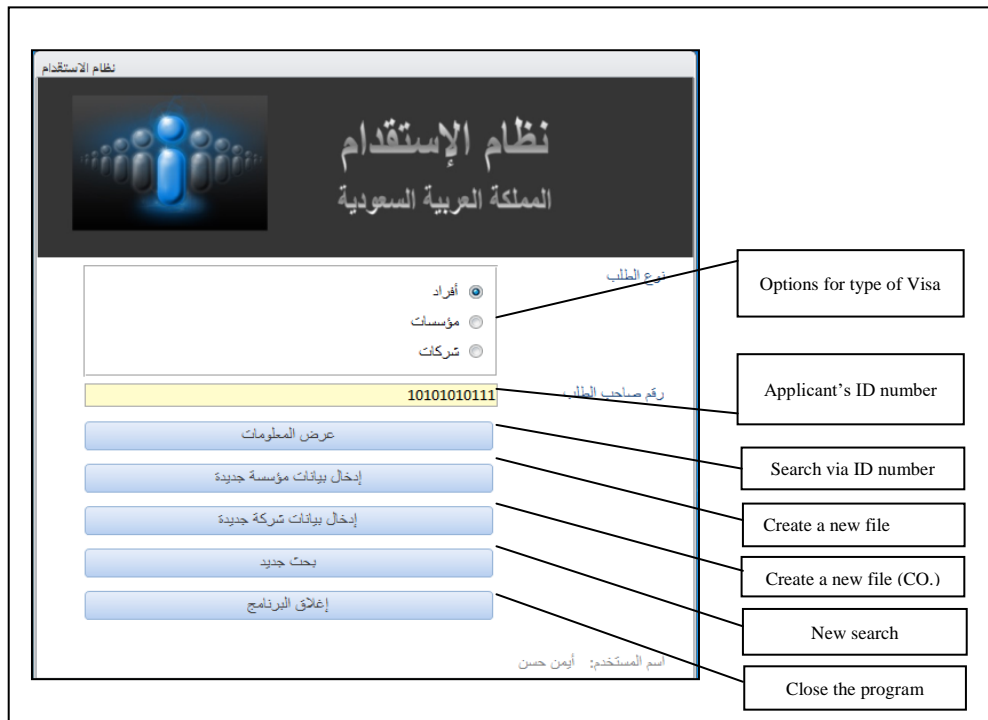 نظام الاستقدام
نظام الإستقدام
المملكة العربية السعودية
نوع الطلب
أفراد
مؤسسات
شركات
رقم صاحب الطلب
10101010111
عرض المعلومات
إدخال بيانات مؤسسة جديدة
إدخال بيانات شركة جديدة
بحث جديد
إغلاق البرنامج
اسم المستخدم: أيمن حسن
Options for type of Visa
Applicant’s ID number
Search via ID number
Create a new file
Create a new file (CO.)
New search
Close the program